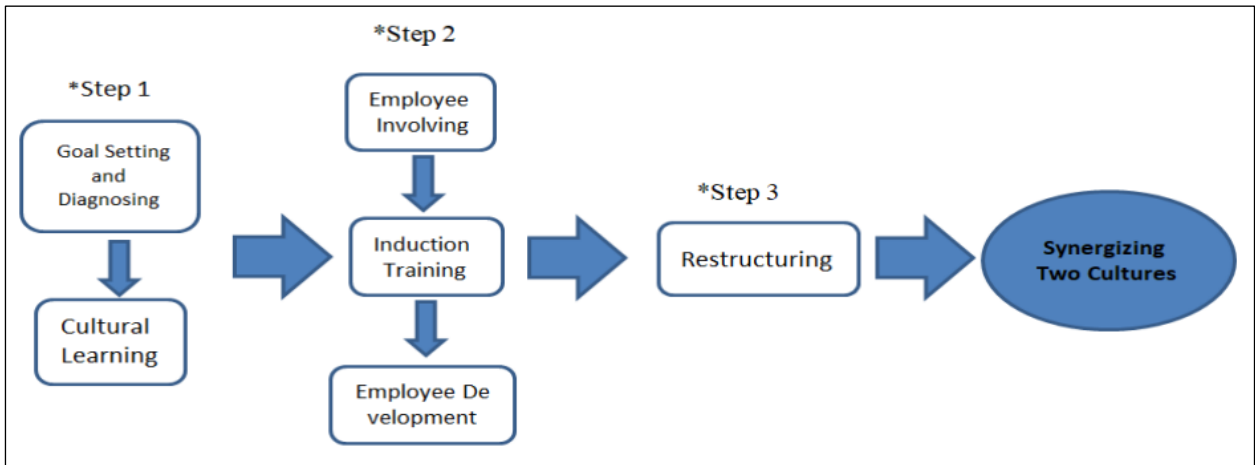 *Step 1
Goal Setting
and
Diagnosing
Cultural
Learning
*Step 2
Employee
Involving
Induction
Training
Employee De
velopment
*Step 3
Restructuring
Synergizing
Two Cultures